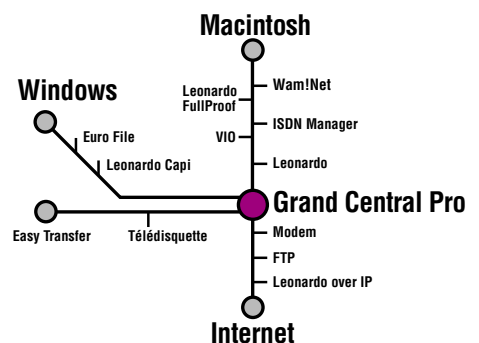 Macintosh
Windows
Wam!Net
Leonardo
FullProof
ISDN Manager
VIO
Euro File
Leonardo Capi
Leonardo
Grand Central Pro
Easy Transfer
Télédisquette
Modem
FTP
Leonardo over IP
Internet